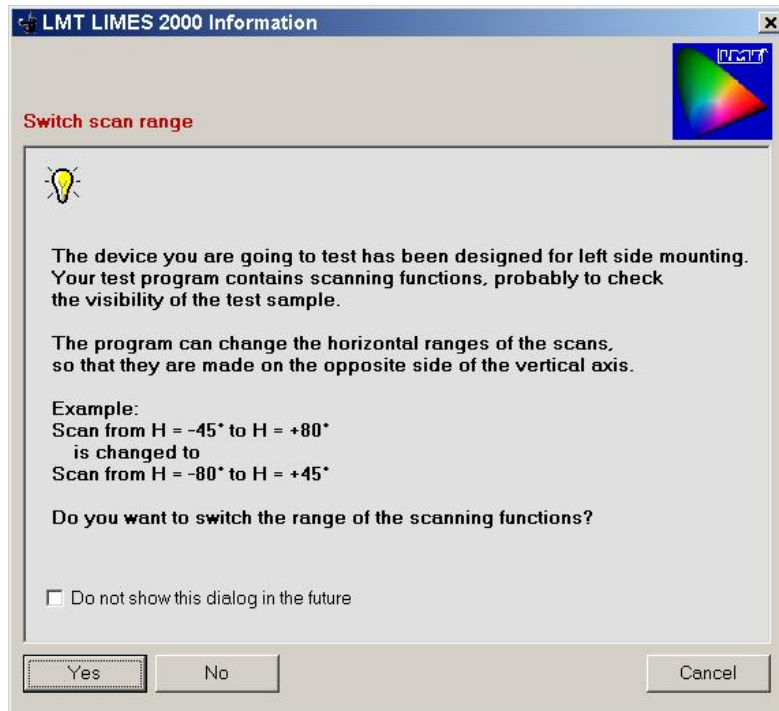 LMT LIMES 2000 Information
LMT
Switch scan range
The device you are going to test has been designed for left side mounting.
Your test program contains scanning functions, probably to check
the visibility of the test sample.
The program can change the horizontal ranges of the scans,
so that they are made on the opposite side of the vertical axis.
Example:
Scan from H = -45° to H = +80°
is changed to
Scan from H = -80° to H = +45°
Do you want to switch the range of the scanning functions?
Do not show this dialog in the future
Yes
No
Cancel